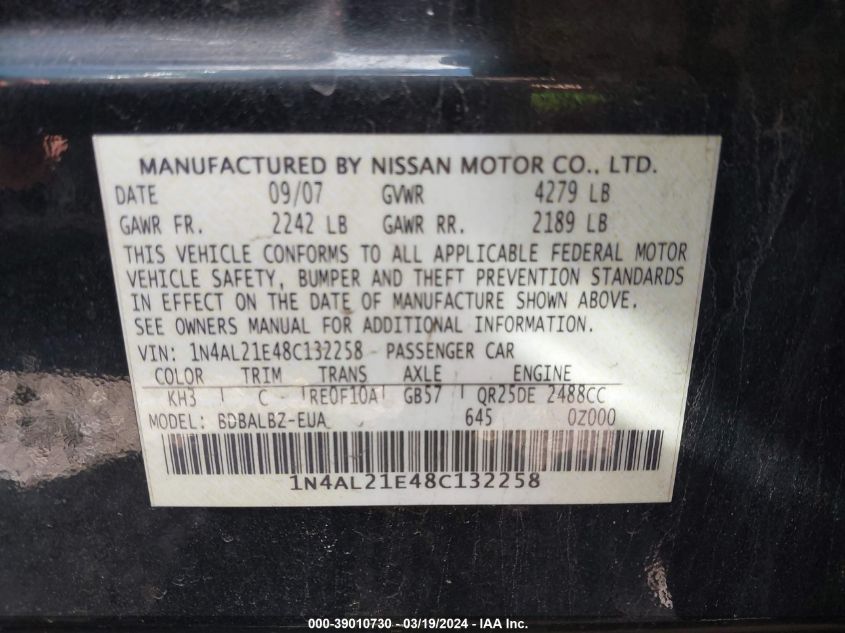 MANUFACTURED BY NISSAN MOTOR CO., LTD.
DATE 09/07 GVWR 4279 LB
GAWR FR. 2242 LB GAWR RR. 2189 LB
THIS VEHICLE CONFORMS TO ALL APPLICABLE FEDERAL MOTOR
VEHICLE SAFETY, BUMPER AND THEFT PREVENTION STANDARDS
IN EFFECT ON THE DATE OF MANUFACTURE SHOWN ABOVE.
SEE OWNERS MANUAL FOR ADDITIONAL INFORMATION.
VIN: 1N4AL21E48C132258 PASSENGER CAR
COLOR TRIM TRANS AXLE ENGINE
KH3 C RE0F10A GB57 QR25DE 2488CC
MODEL: BDBALBZ-EUA 645 0Z000
1N4AL21E48C132258
000-39010730 - 03/19/2024 - IAA Inc.